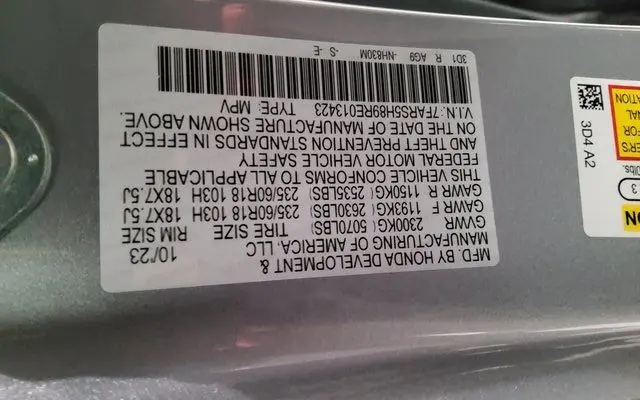 MFD. BY HONDA DEVELOPMENT &
MANUFACTURING OF AMERICA, LLC
10/23
GVWR TIRE SIZE RIM SIZE
2300KG (5070LBS)
GAWR F 1193KG (2630LBS) 235/60R18 103H 18X7.5J
GAWR R 1150KG (2535LBS) 235/60R18 103H 18X7.5J
THIS VEHICLE CONFORMS TO ALL APPLICABLE
FEDERAL MOTOR VEHICLE SAFETY
AND THEFT PREVENTION STANDARDS IN EFFECT
ON THE DATE OF MANUFACTURE SHOWN ABOVE.
V.I.N.: 7FARS5H89RE013423 TYPE: MPV
3D1 R AG9 -NH830M -S -E
3D4 A2
3